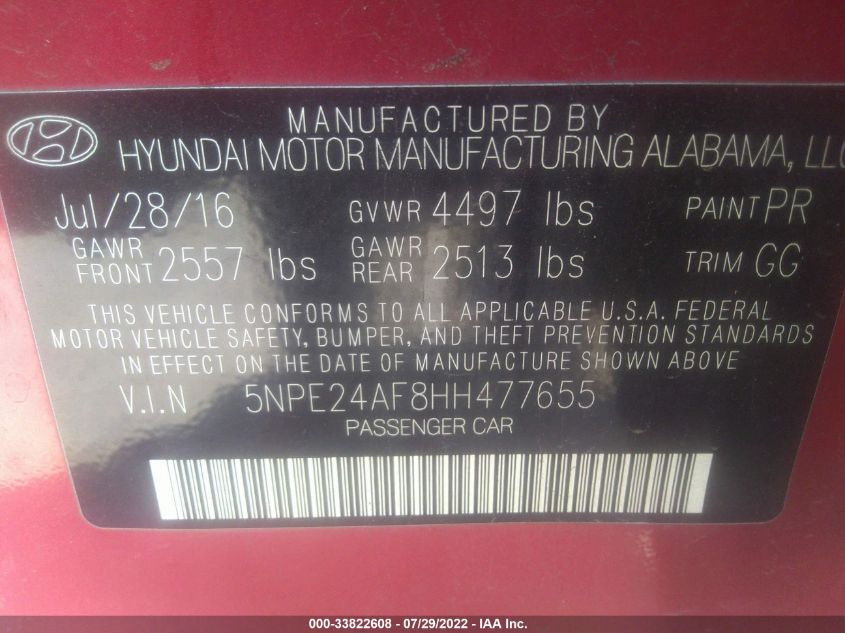 MANUFACTURED BY
HYUNDAI MOTOR MANUFACTURING ALABAMA, LLC
Jul/28/16 GVWR 4497 lbs PAINT PR
GAWR FRONT 2557 lbs GAWR REAR 2513 lbs TRIM GG
THIS VEHICLE CONFORMS TO ALL APPLICABLE U.S.A. FEDERAL
MOTOR VEHICLE SAFETY, BUMPER, AND THEFT PREVENTION STANDARDS
IN EFFECT ON THE DATE OF MANUFACTURE SHOWN ABOVE
V.I.N 5NPE24AF8HH477655
PASSENGER CAR
000-33822608 - 07/29/2022 - IAA Inc.